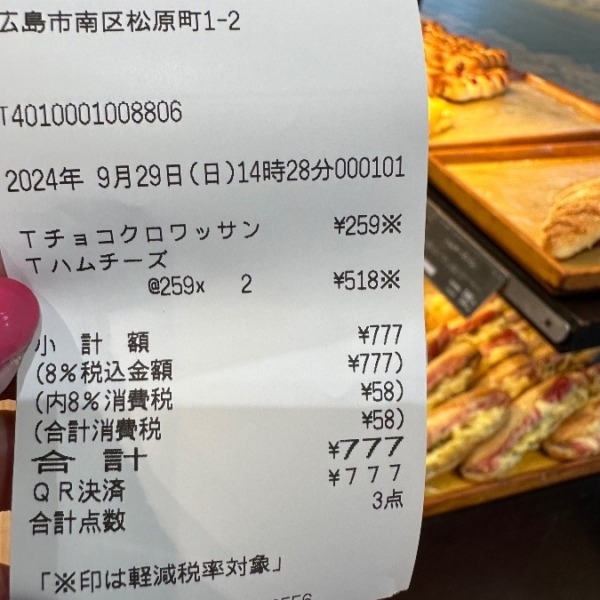 広島市南区松原町1-2
T4010001008806
2024年 9月29日(日)14時28分000101
Tチョコクロワッサン ¥259※
Tハムチーズ
@259x 2 ¥518※
小 計 額 ¥777
(8%税込金額 ¥777)
(内8%消費税 ¥58)
(合計消費税 ¥58)
合 計 ¥777
QR決済 ¥777
合計点数 3点
「※印は軽減税率対象」